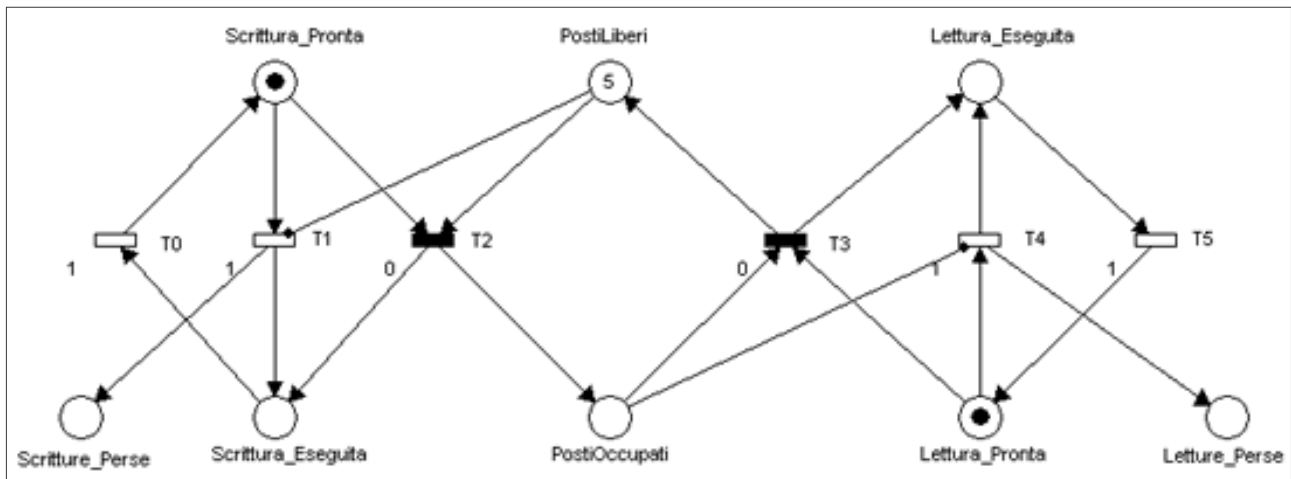 Scrittura_Pronta PostiLiberi Lettura_Eseguita
5
T0 T1 T2 T3 T4 T5
1 1 0 0 1 1
Scritture_Perse Scrittura_Eseguita PostiOccupati Lettura_Pronta Letture_Perse